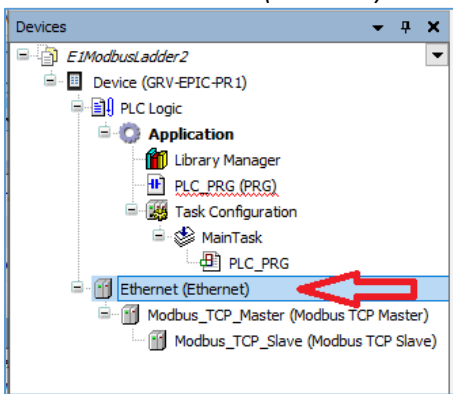 Devices
E1ModbusLadder2
Device (GRV-EPIC-PR1)
PLC Logic
Application
Library Manager
PLC_PRG (PRG)
Task Configuration
MainTask
PLC_PRG
Ethernet (Ethernet)
Modbus_TCP_Master (Modbus TCP Master)
Modbus_TCP_Slave (Modbus TCP Slave)